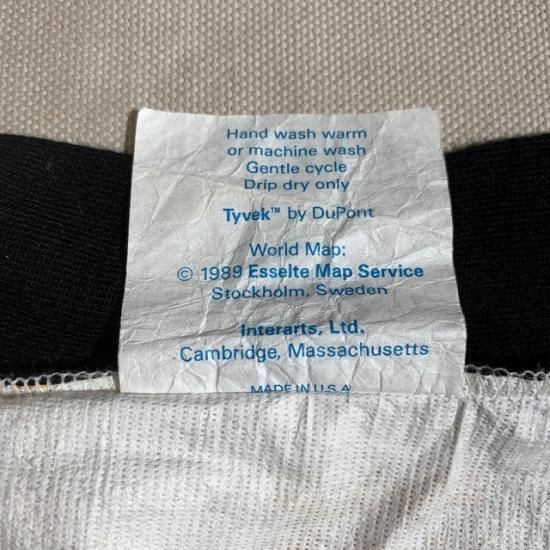 Hand wash warm
or machine wash
Gentle cycle
Drip dry only
Tyvek™ by DuPont
World Map:
© 1989 Esselte Map Service
Stockholm, Sweden
Interarts, Ltd.
Cambridge, Massachusetts
MADE IN U.S.A.